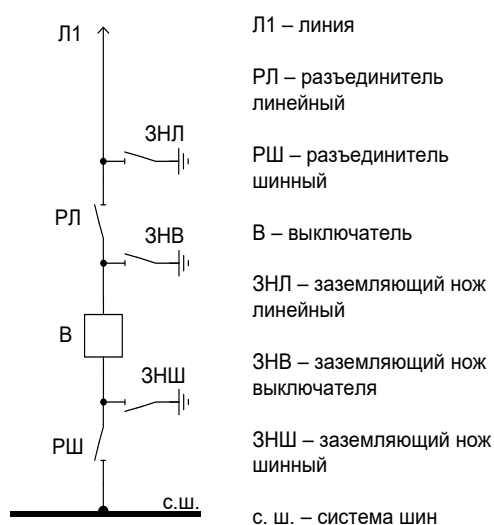 Л1
ЗНЛ
РЛ
ЗНВ
В
ЗНШ
РШ
с.ш.
Л1 – линия
РЛ – разъединитель
линейный
РШ – разъединитель
шинный
В – выключатель
ЗНЛ – заземляющий нож
линейный
ЗНВ – заземляющий нож
выключателя
ЗНШ – заземляющий нож
шинный
с. ш. – система шин